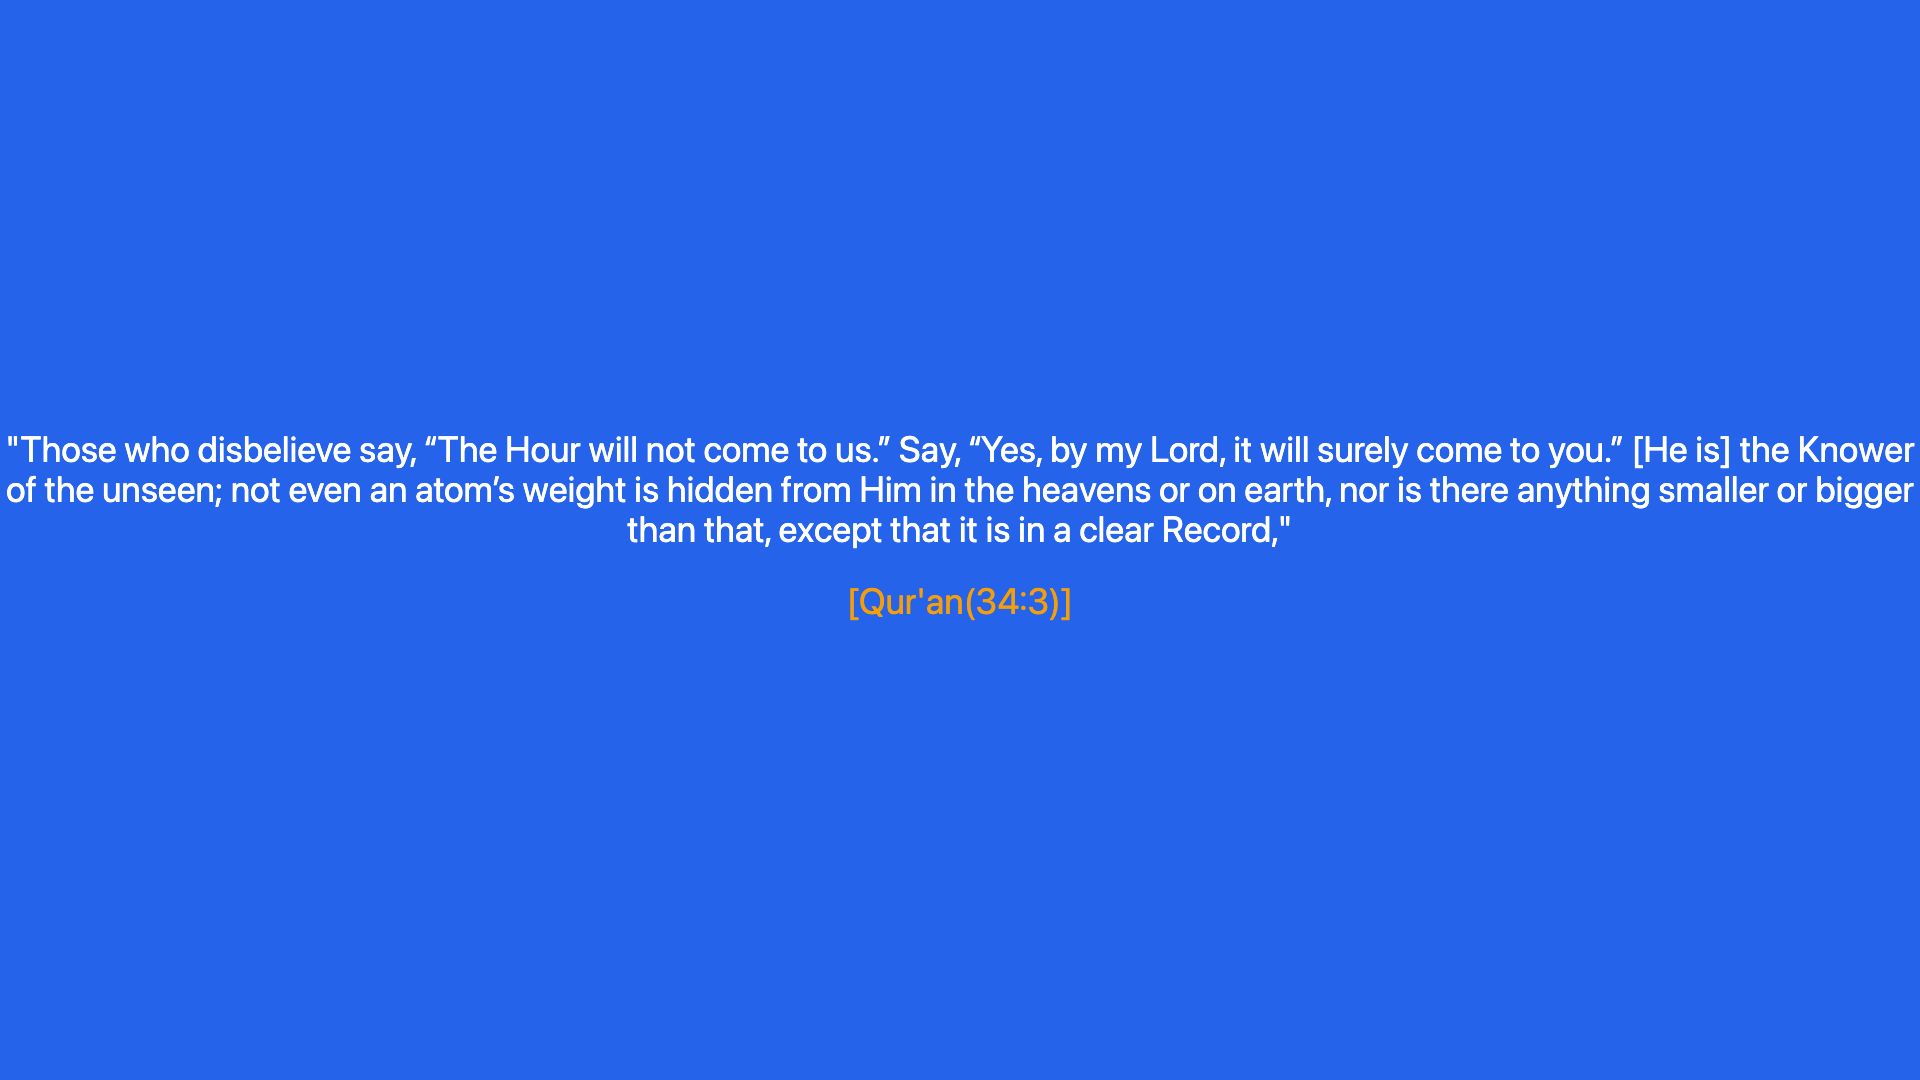 "Those who disbelieve say, “The Hour will not come to us.” Say, “Yes, by my Lord, it will surely come to you.” [He is] the Knower
of the unseen; not even an atom’s weight is hidden from Him in the heavens or on earth, nor is there anything smaller or bigger
than that, except that it is in a clear Record,"
[Qur'an(34:3)]